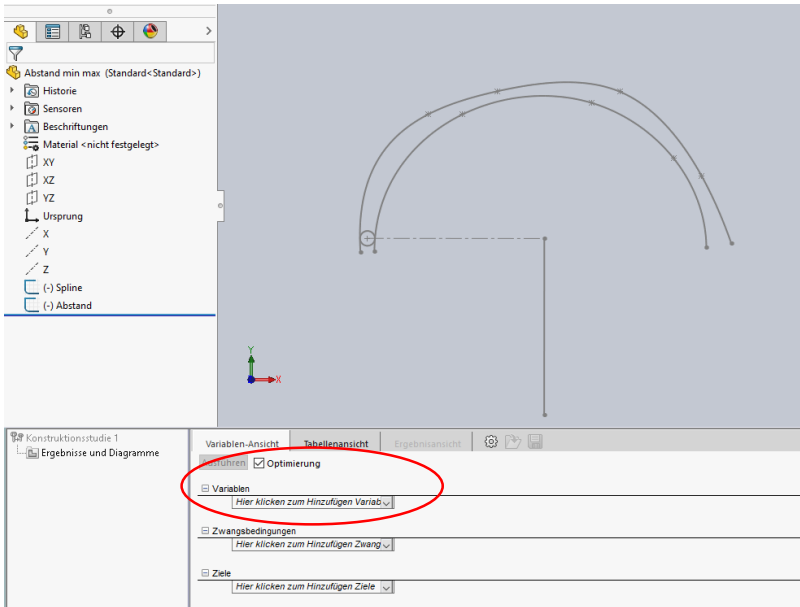 Abstand min max (Standard<Standard>)
Historie
Sensoren
Beschriftungen
Material <nicht festgelegt>
XY
XZ
YZ
Ursprung
X
Y
Z
(-) Spline
(-) Abstand
Y
X
Konstruktionsstudie 1
Ergebnisse und Diagramme
Variablen-Ansicht Tabellenansicht Ergebnisansicht
Ausführen Optimierung
Variablen
Hier klicken zum Hinzufügen Variab
Zwangsbedingungen
Hier klicken zum Hinzufügen Zwang
Ziele
Hier klicken zum Hinzufügen Ziele